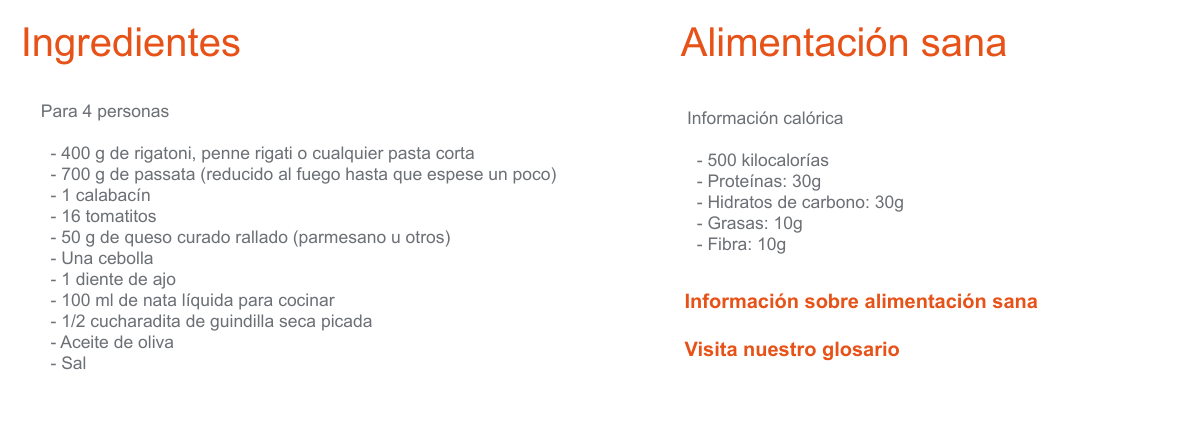 Ingredientes
Para 4 personas
- 400 g de rigatoni, penne rigati o cualquier pasta corta
- 700 g de passata (reducido al fuego hasta que espese un poco)
- 1 calabacín
- 16 tomatitos
- 50 g de queso curado rallado (parmesano u otros)
- Una cebolla
- 1 diente de ajo
- 100 ml de nata líquida para cocinar
- 1/2 cucharadita de guindilla seca picada
- Aceite de oliva
- Sal
Alimentación sana
Información calórica
- 500 kilocalorías
- Proteínas: 30g
- Hidratos de carbono: 30g
- Grasas: 10g
- Fibra: 10g
Información sobre alimentación sana
Visita nuestro glosario